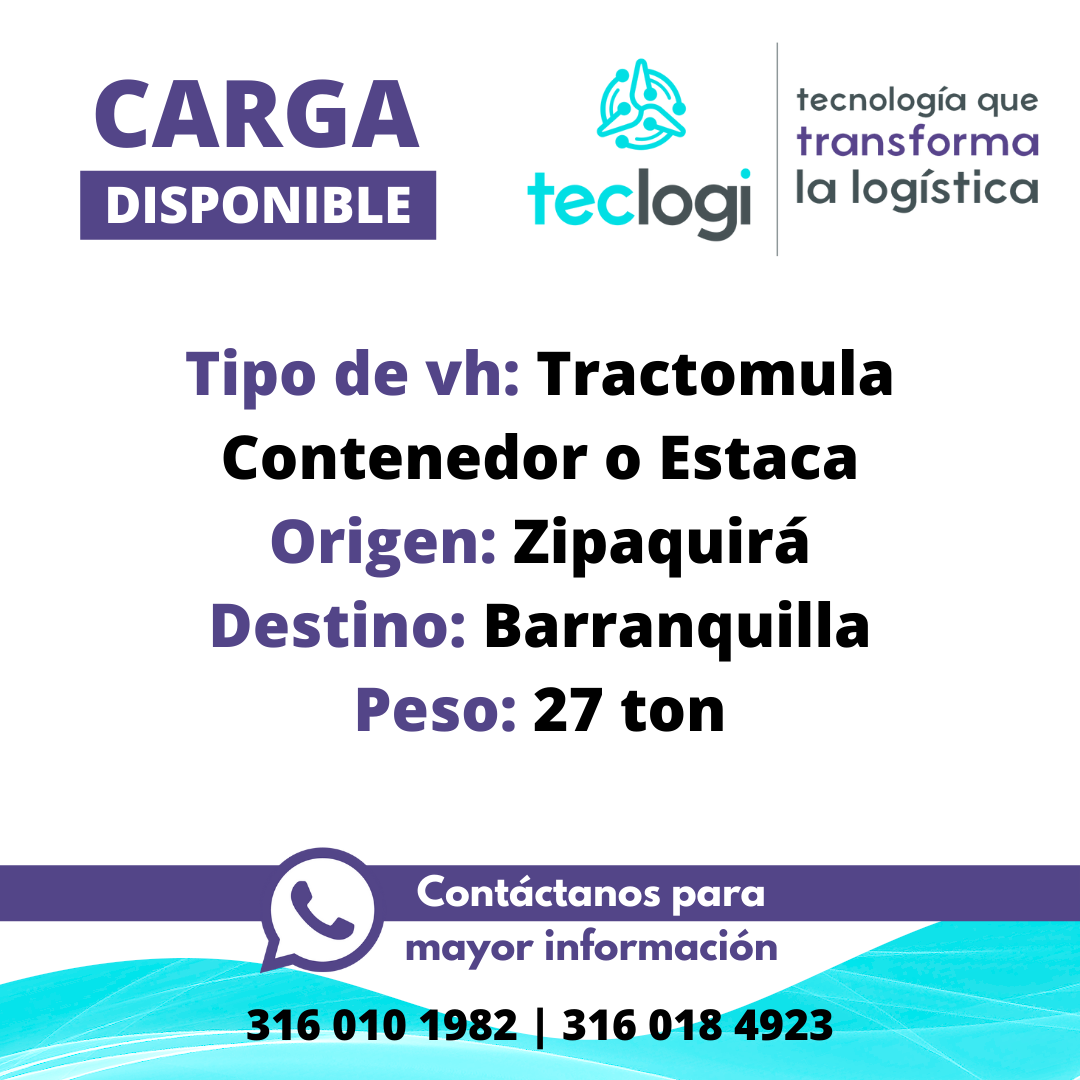 CARGA
DISPONIBLE
teclogi
tecnología que
transforma
la logística
Tipo de vh: Tractomula
Contenedor o Estaca
Origen: Zipaquirá
Destino: Barranquilla
Peso: 27 ton
Contáctanos para
mayor información
316 010 1982 | 316 018 4923